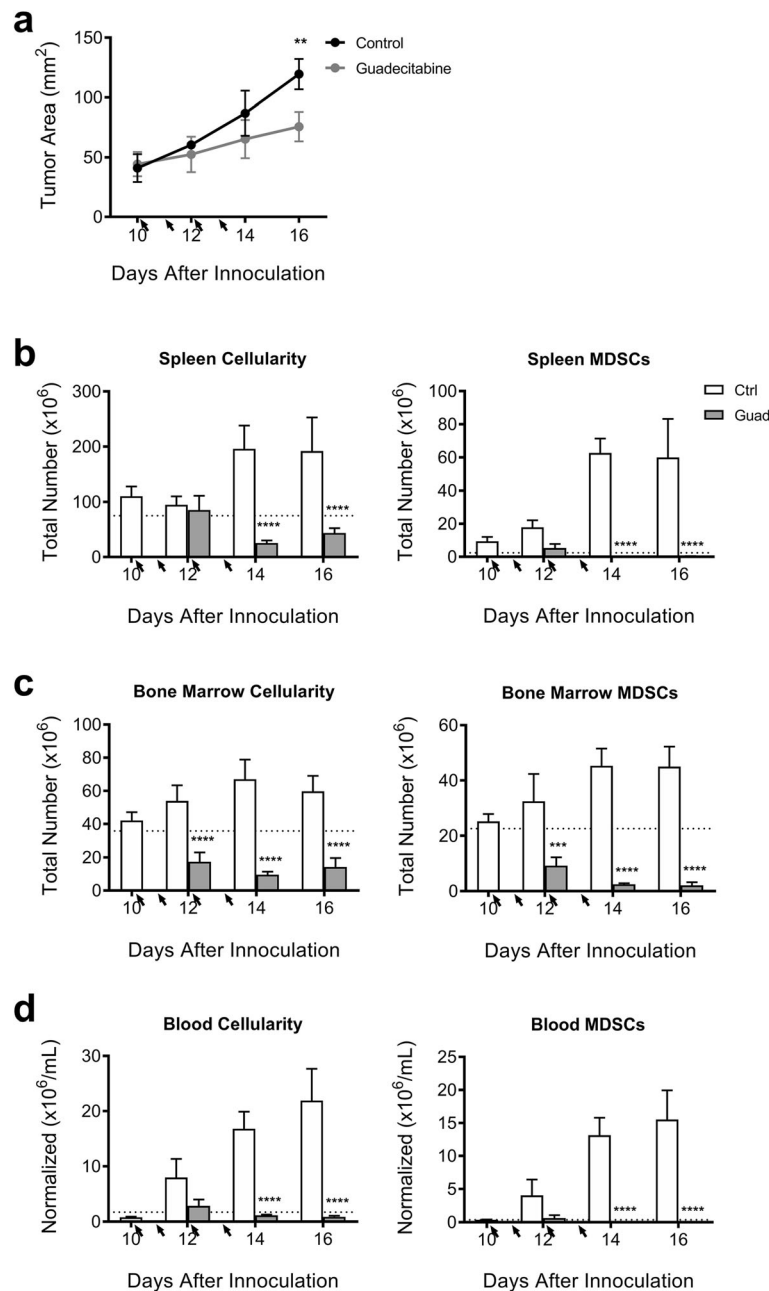 a
150
100
50
0
Tumor Area (mm²)
**
Control
Guadecitabine
10 12 14 16
Days After Innoculation
b
Spleen Cellularity
300
200
100
0
Total Number (x10⁶)
****
****
10 12 14 16
Days After Innoculation
Spleen MDSCs
100
80
60
40
20
0
Total Number (x10⁶)
Ctrl
Guad
**** ****
10 12 14 16
Days After Innoculation
c
Bone Marrow Cellularity
100
80
60
40
20
0
Total Number (x10⁶)
**** **** ****
10 12 14 16
Days After Innoculation
Bone Marrow MDSCs
60
40
20
0
Total Number (x10⁶)
*** **** ****
10 12 14 16
Days After Innoculation
d
Blood Cellularity
30
20
10
0
Normalized (x10⁶/mL)
**** ****
10 12 14 16
Days After Innoculation
Blood MDSCs
25
20
15
10
5
0
Normalized (x10⁶/mL)
**** ****
10 12 14 16
Days After Innoculation